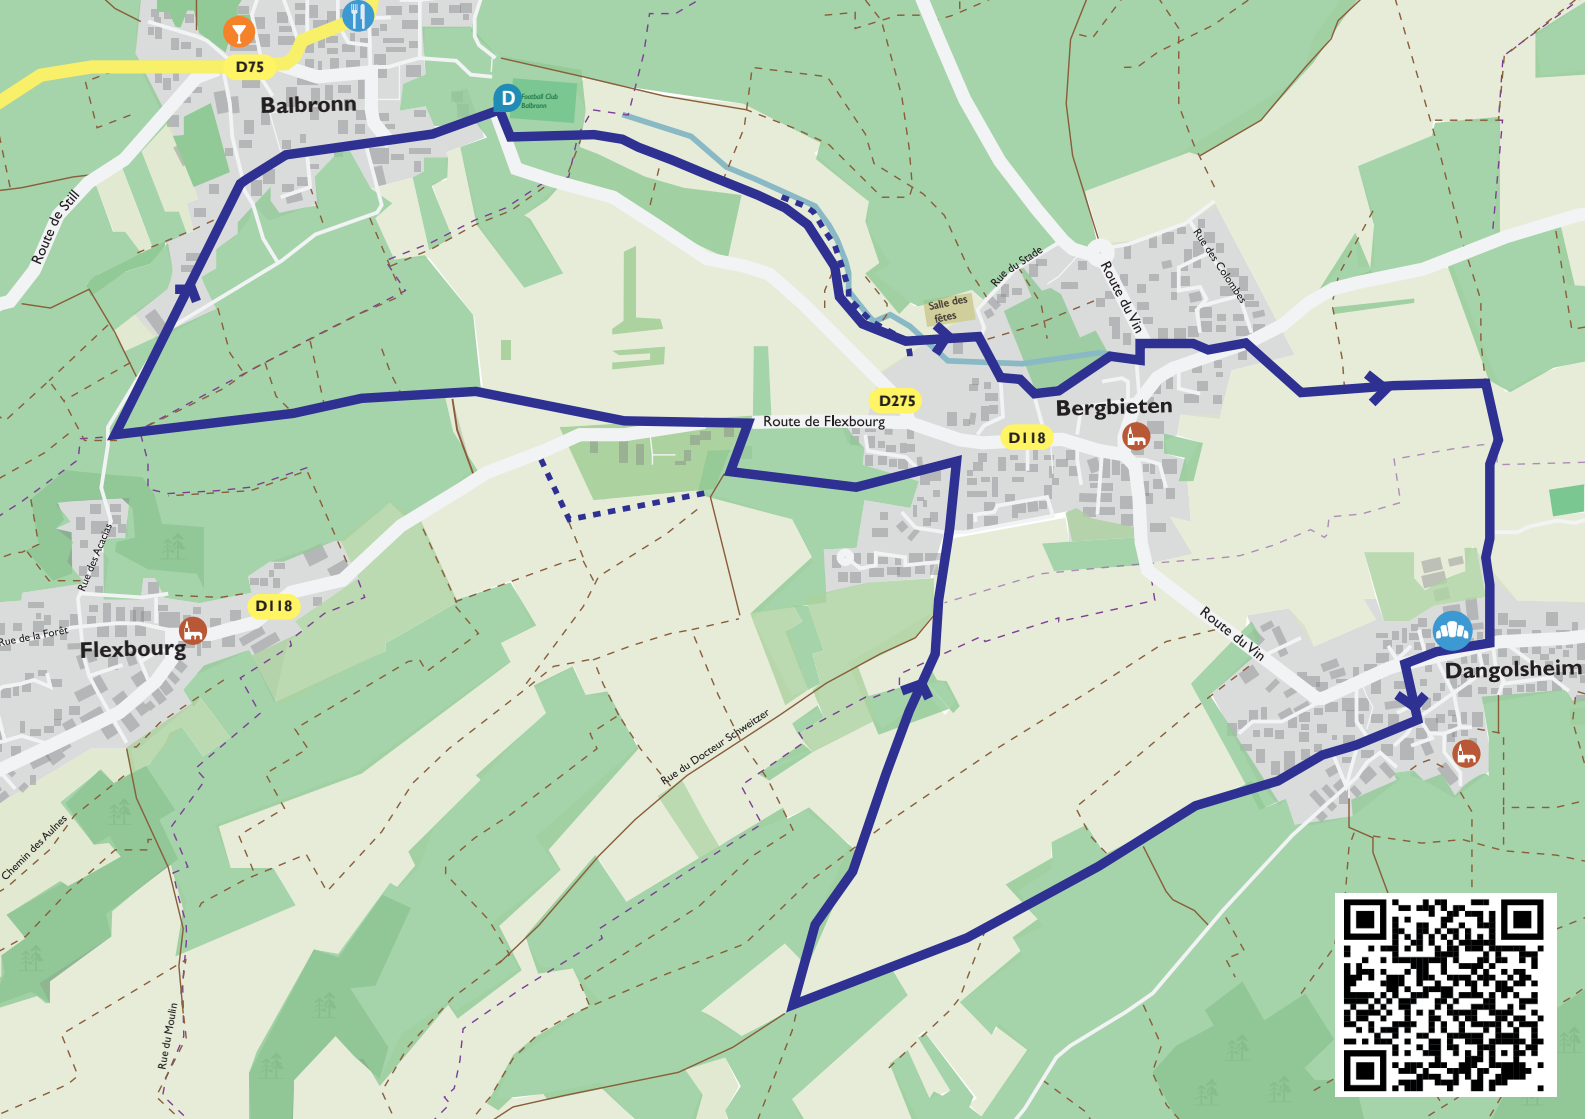 D75
Balbronn
D
Football Club
Balbronn
Route de Still
Rue du Stade
Rue des Colombes
Route du Vin
Salle des
fêtes
D275
Route de Flexbourg
Bergbieten
D118
Rue des Acacias
D118
Rue de la Forêt
Flexbourg
Route du Vin
Dangolsheim
Rue du Docteur Schweitzer
Chemin des Aulnes
Rue du Moulin